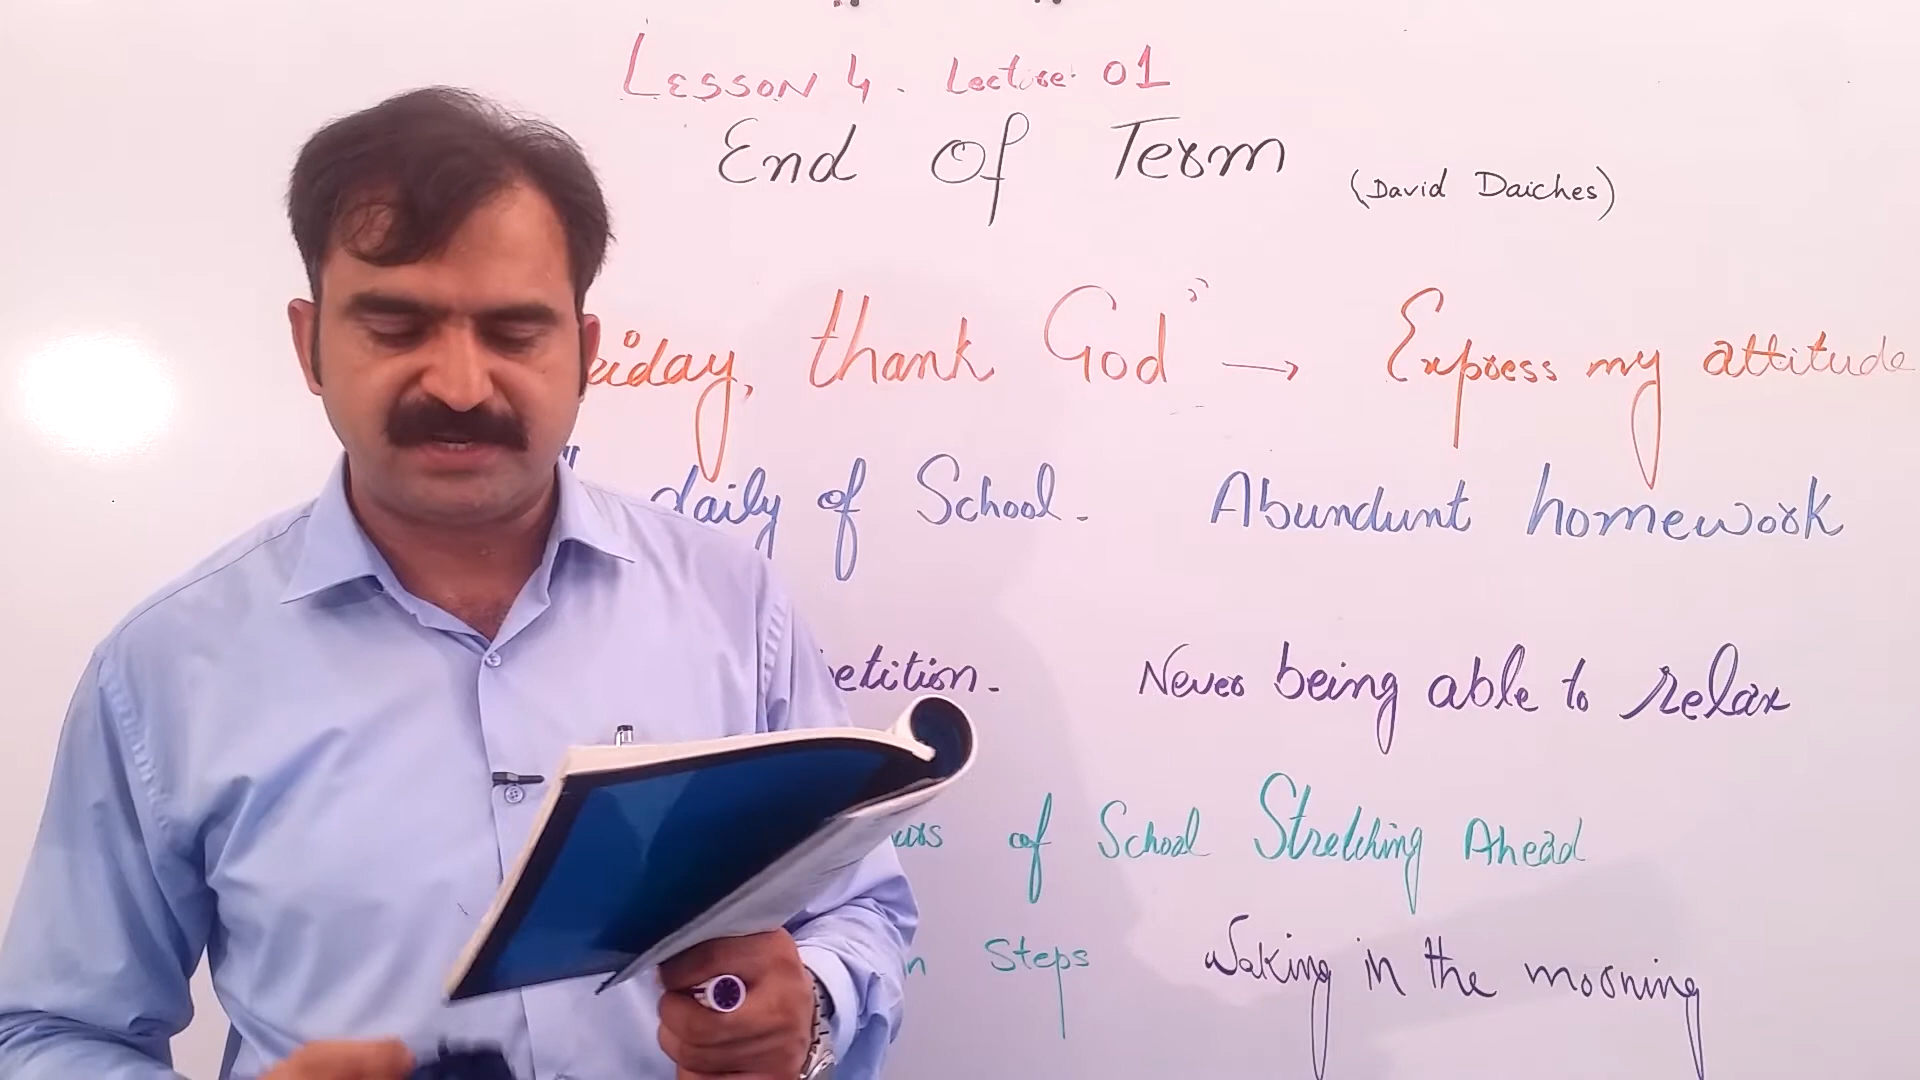 LESSON 4. Lecture 01
End Of Term
(David Daiches)
thank God" → Express my attitude
daily of School. Abundunt homework
Never being able to relax
of School Stretching Ahead
Steps Waking in the morning